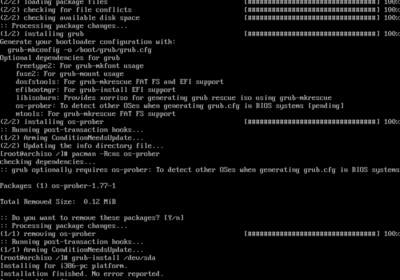 (2/2) loading package files [####################] 100%
(2/2) checking for file conflicts [####################] 100%
(2/2) checking available disk space [####################] 100%
:: Processing package changes...
(1/2) installing grub [####################] 100%
Generate your bootloader configuration with:
grub-mkconfig -o /boot/grub/grub.cfg
Optional dependencies for grub
freetype2: For grub-mkfont usage
fuse2: For grub-mount usage
dosfstools: For grub-mkrescue FAT FS and EFI support
efibootmgr: For grub-install EFI support
libisoburn: Provides xorriso for generating grub rescue iso using grub-mkrescue
os-prober: To detect other OSes when generating grub.cfg in BIOS systems [pending]
mtools: For grub-mkrescue FAT FS support
(2/2) installing os-prober [####################] 100%
:: Running post-transaction hooks...
(1/2) Arming ConditionNeedsUpdate...
(2/2) Updating the info directory file...
[root@archiso /]# pacman -Rcns os-prober
checking dependencies...
:: grub optionally requires os-prober: To detect other OSes when generating grub.cfg in BIOS systems
Packages (1) os-prober-1.77-1
Total Removed Size: 0.12 MiB
:: Do you want to remove these packages? [Y/n]
:: Processing package changes...
(1/1) removing os-prober [####################] 100%
:: Running post-transaction hooks...
(1/1) Arming ConditionNeedsUpdate...
[root@archiso /]# grub-install /dev/sda
Installing for i386-pc platform.
Installation finished. No error reported.